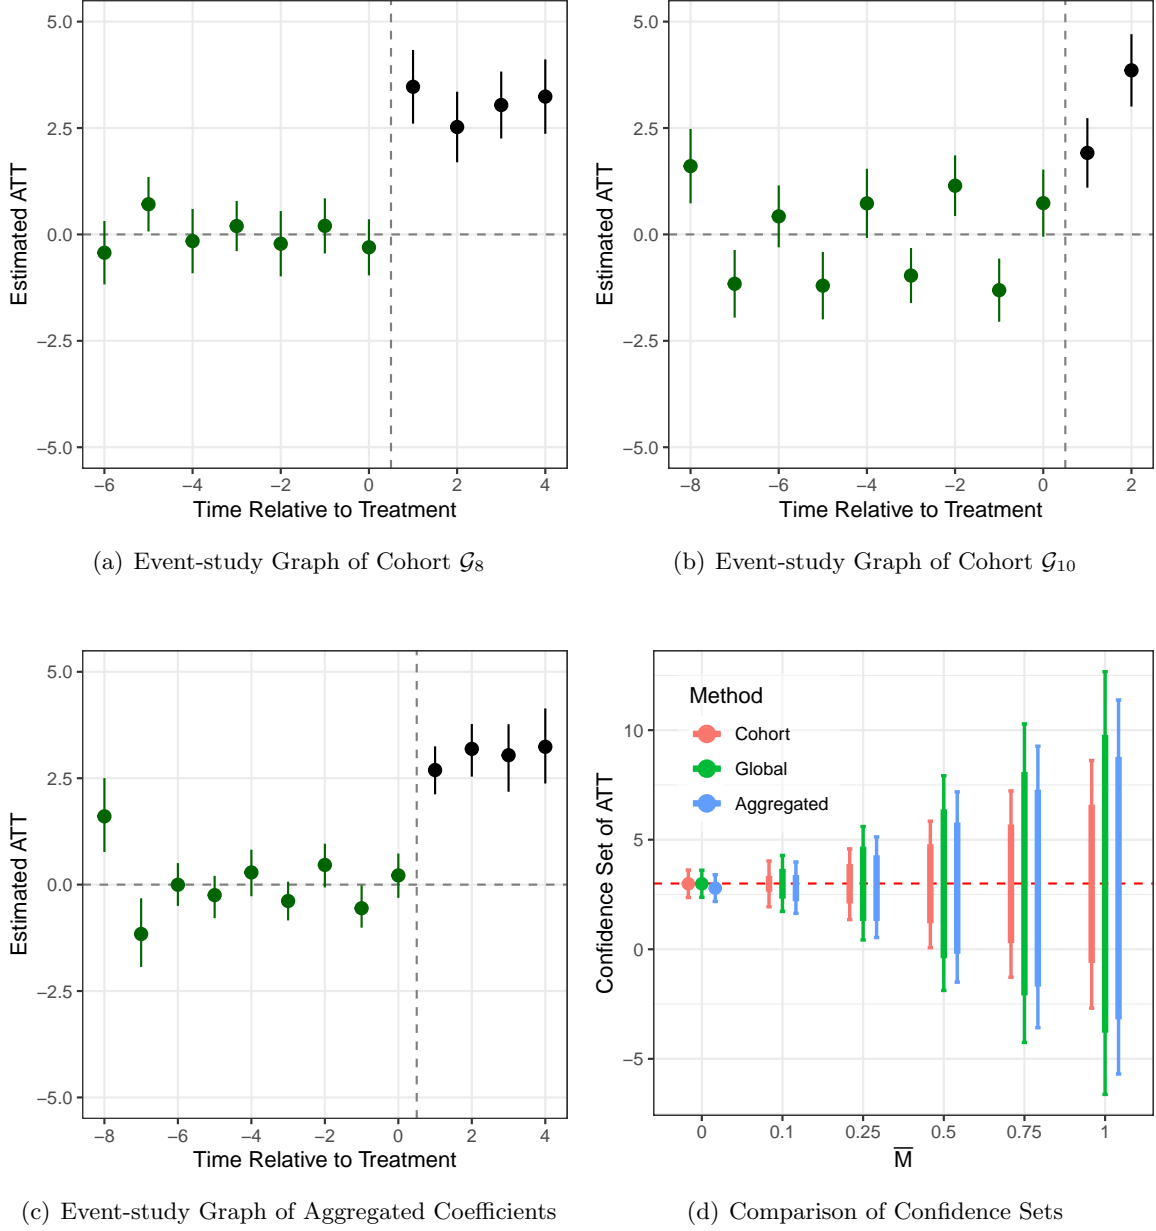 5.0
2.5
0.0
−2.5
−5.0
Estimated ATT
−6 −4 −2 0 2 4
Time Relative to Treatment
(a) Event-study Graph of Cohort 𝒢₈
5.0
2.5
0.0
−2.5
−5.0
Estimated ATT
−8 −6 −4 −2 0 2
Time Relative to Treatment
(b) Event-study Graph of Cohort 𝒢₁₀
5.0
2.5
0.0
−2.5
−5.0
Estimated ATT
−8 −6 −4 −2 0 2 4
Time Relative to Treatment
(c) Event-study Graph of Aggregated Coefficients
Method
Cohort
Global
Aggregated
10
5
0
−5
Confidence Set of ATT
0 0.1 0.25 0.5 0.75 1
M̅
(d) Comparison of Confidence Sets